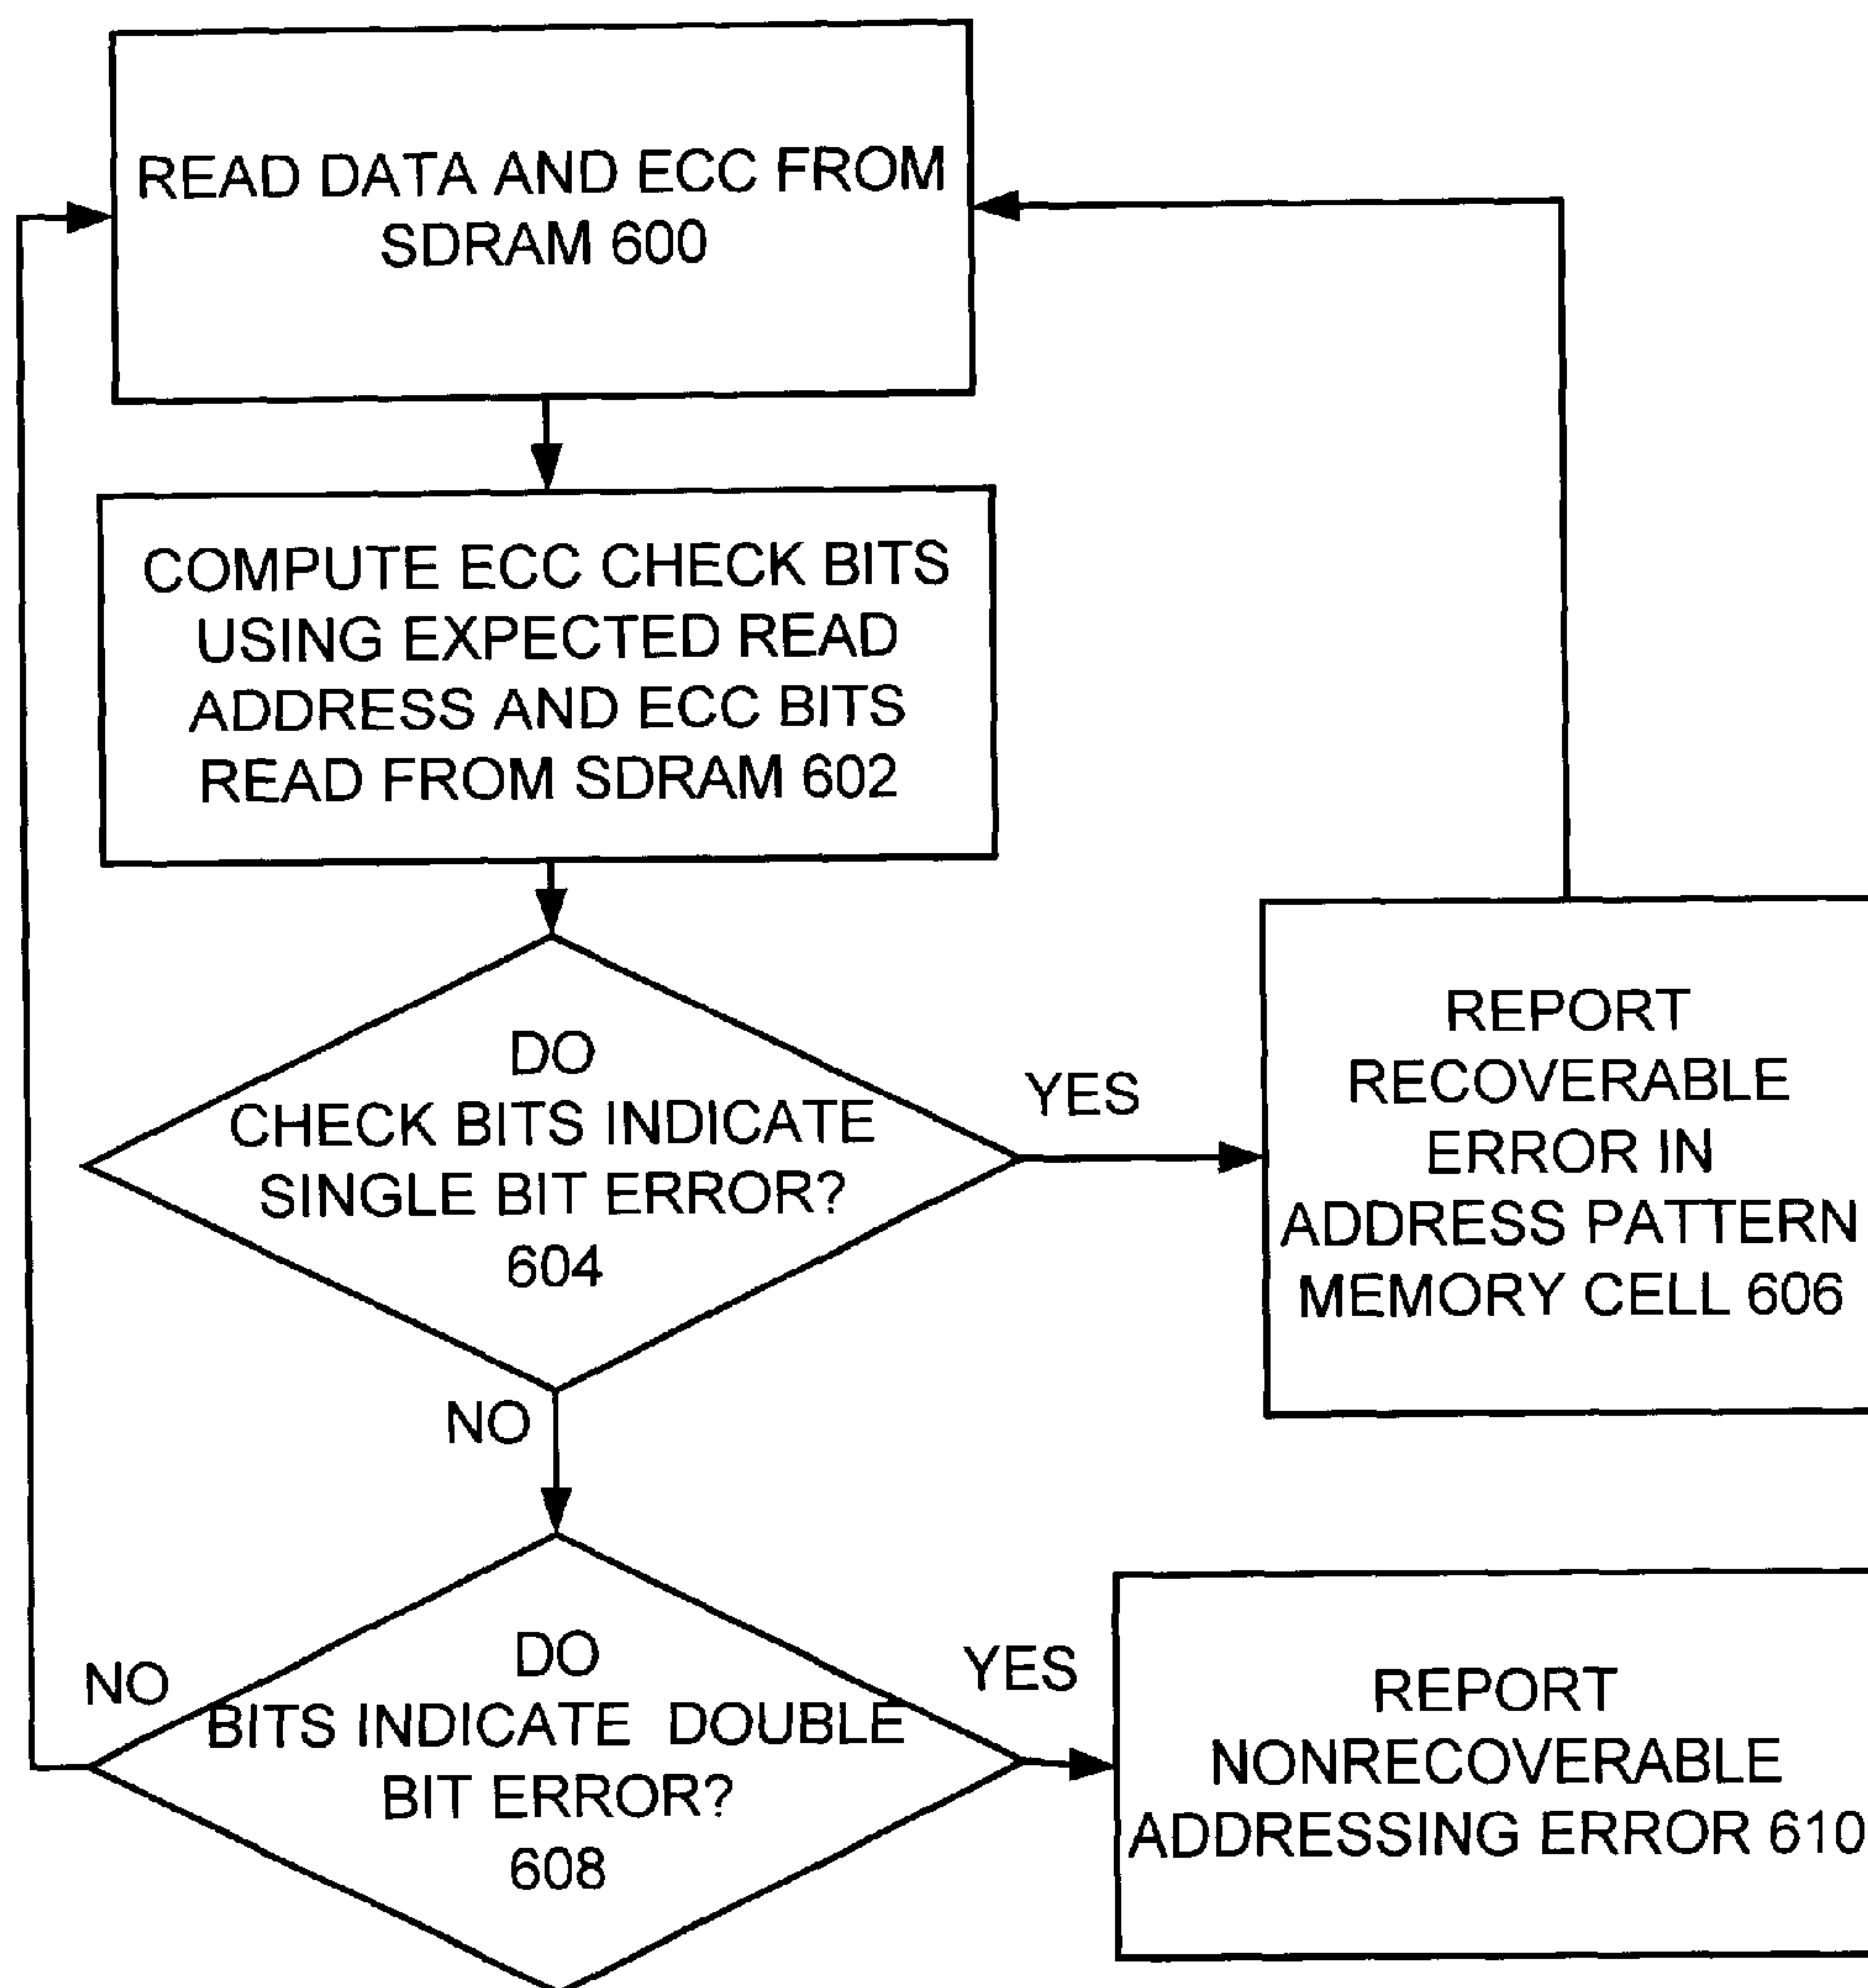 READ DATA AND ECC FROM
SDRAM 600
COMPUTE ECC CHECK BITS
USING EXPECTED READ
ADDRESS AND ECC BITS
READ FROM SDRAM 602
DO
CHECK BITS INDICATE
SINGLE BIT ERROR?
604
YES
REPORT
RECOVERABLE
ERROR IN
ADDRESS PATTERN
MEMORY CELL 606
NO
DO
BITS INDICATE DOUBLE
BIT ERROR?
608
NO
YES
REPORT
NONRECOVERABLE
ADDRESSING ERROR 610